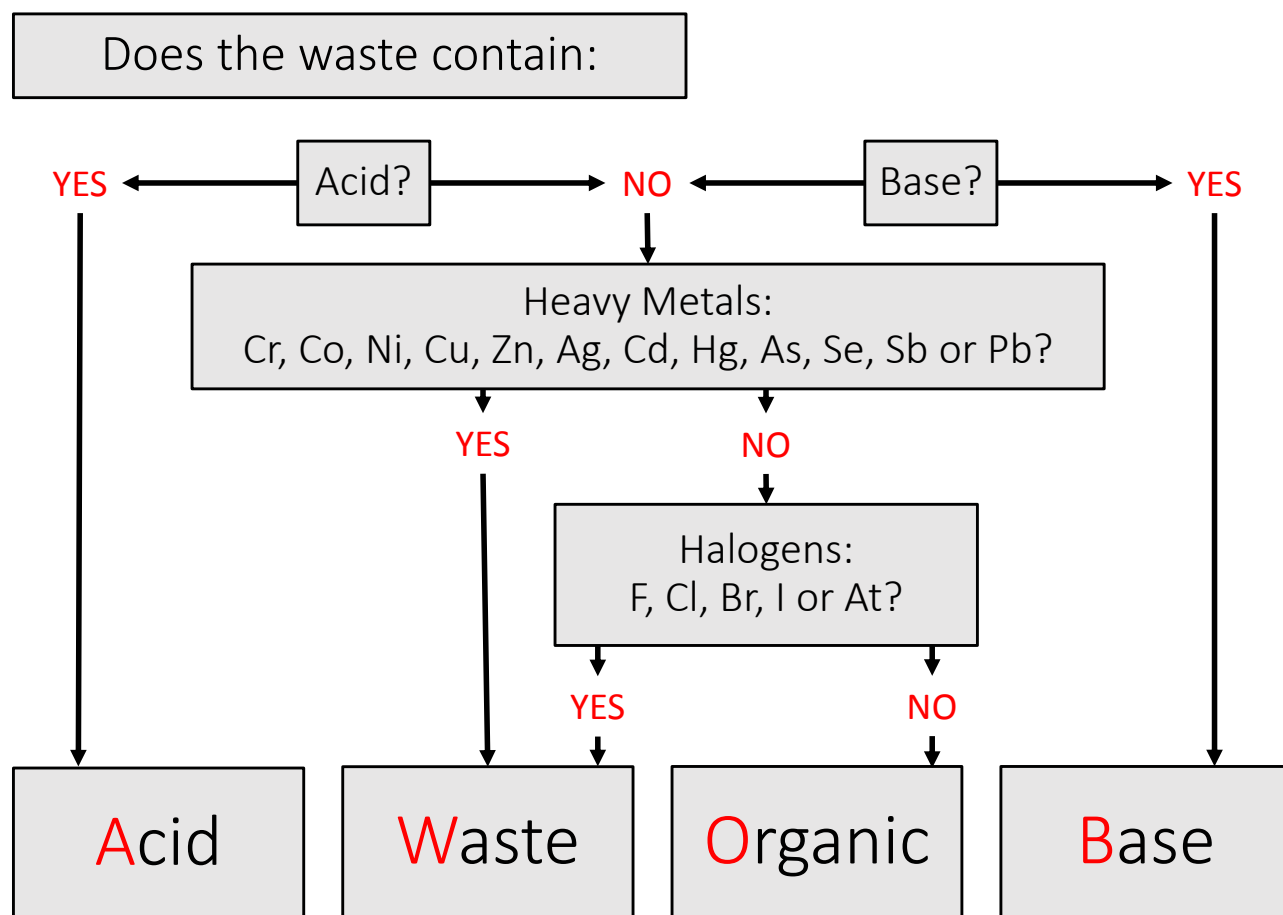 Does the waste contain:
YES
Acid?
NO
Base?
YES
Heavy Metals:
Cr, Co, Ni, Cu, Zn, Ag, Cd, Hg, As, Se, Sb or Pb?
YES
NO
Halogens:
F, Cl, Br, I or At?
YES
NO
Acid
Waste
Organic
Base